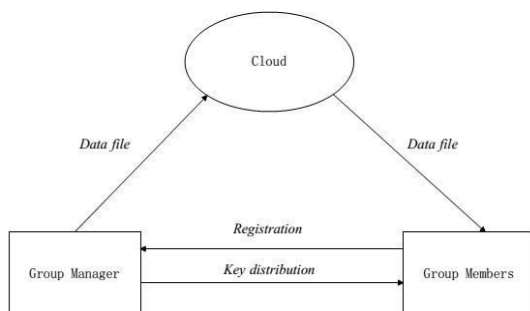 Cloud
Data file
Data file
Registration
Group Manager
Key distribution
Group Members